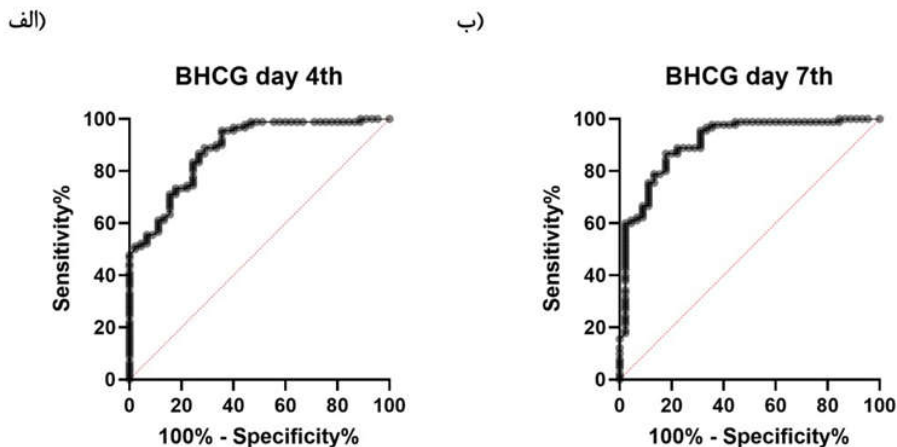 الف)
ب)
BHCG day 4th
BHCG day 7th
Sensitivity%
100
80
60
40
20
0
0 20 40 60 80 100
100% - Specificity%
Sensitivity%
100
80
60
40
20
0
0 20 40 60 80 100
100% - Specificity%